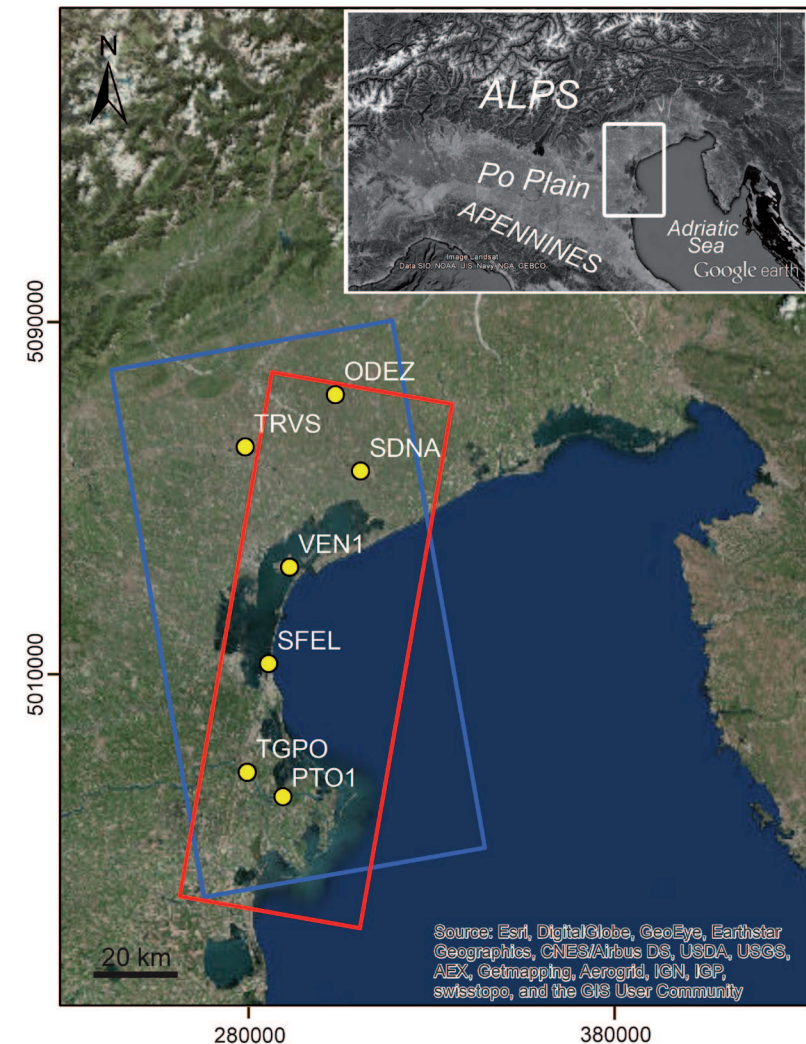 N
ALPS
Po Plain
APENNINES
Adriatic
Sea
Image Landsat
Data SIO, NOAA, U.S. Navy, NGA, GEBCO
Google earth
5090000
5010000
ODEZ
TRVS
SDNA
VEN1
SFEL
TGPO
PTO1
20 km
Source: Esri, DigitalGlobe, GeoEye, Earthstar
Geographics, CNES/Airbus DS, USDA, USGS,
AEX, Getmapping, Aerogrid, IGN, IGP,
swisstopo, and the GIS User Community
280000
380000